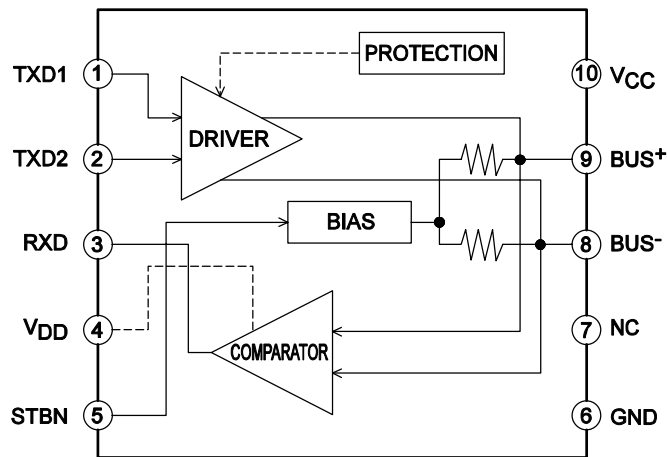 PROTECTION
TXD1 1
10 VCC
DRIVER
TXD2 2
9 BUS+
BIAS
RXD 3
8 BUS-
VDD 4
7 NC
COMPARATOR
STBN 5
6 GND